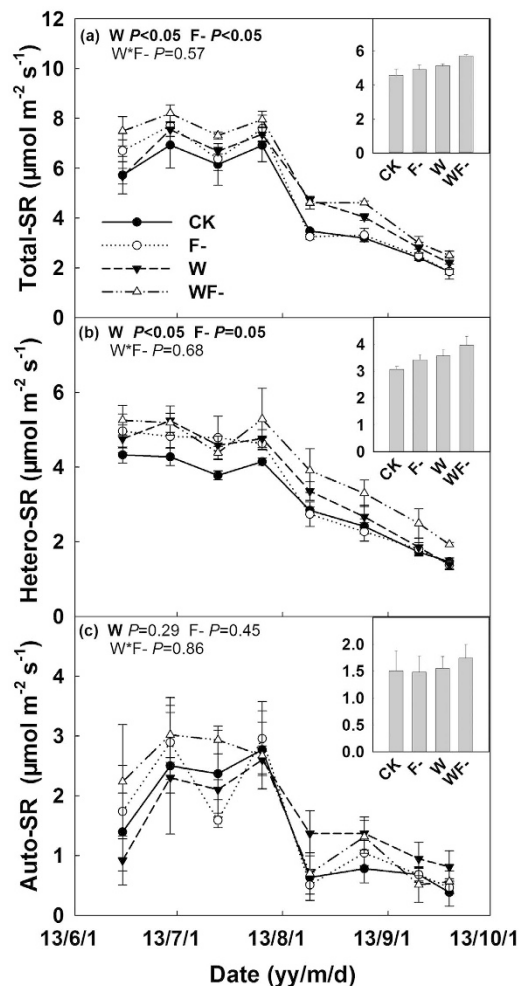 (a) W P<0.05 F- P<0.05
W*F- P=0.57
Total-SR (μmol m⁻² s⁻¹)
12
10
8
6
4
2
0
6
4
2
0
CK
F-
W
WF-
CK
F-
W
WF-
(b) W P<0.05 F- P=0.05
W*F- P=0.68
Hetero-SR (μmol m⁻² s⁻¹)
8
6
4
2
0
4
3
2
1
0
CK
F-
W
WF-
(c) W P=0.29 F- P=0.45
W*F- P=0.86
Auto-SR (μmol m⁻² s⁻¹)
5
4
3
2
1
0
2.0
1.5
1.0
0.5
0.0
CK
F-
W
WF-
13/6/1 13/7/1 13/8/1 13/9/1 13/10/1
Date (yy/m/d)